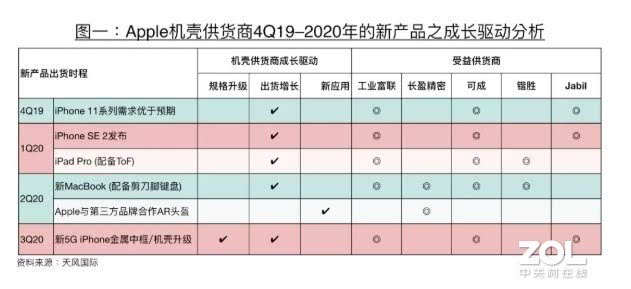 图一：Apple机壳供货商4Q19–2020年的新产品之成长驱动分析
新产品出货时程 机壳供货商成长驱动 受益供货商
规格升级 出货增长 新应用 工业富联 长盈精密 可成 铠胜 Jabil
4Q19 iPhone 11系列需求优于预期 ✔ ◎ ◎ ◎
1Q20 iPhone SE 2发布 ✔ ◎ ◎ ◎
iPad Pro (配备ToF) ✔ ◎ ◎ ◎
2Q20 新MacBook (配备剪刀脚键盘) ✔ ◎ ◎ ◎ ◎
Apple与第三方品牌合作AR头盔 ✔ ◎
3Q20 新5G iPhone金属中框/机壳升级 ✔ ✔ ◎ ◎ ◎
资料来源：天风国际
ZOL
中关村在线